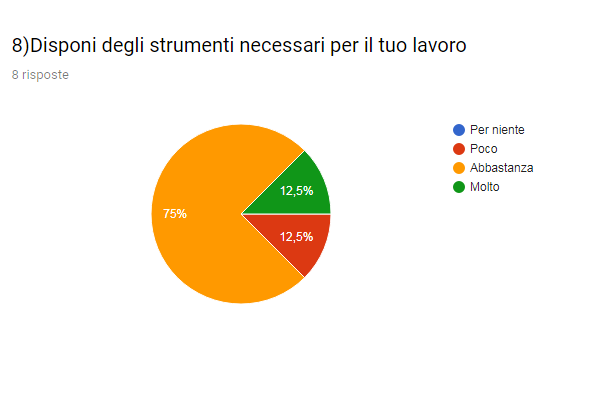 8)Disponi degli strumenti necessari per il tuo lavoro
8 risposte
Per niente
Poco
Abbastanza
Molto
12,5%
75%
12,5%